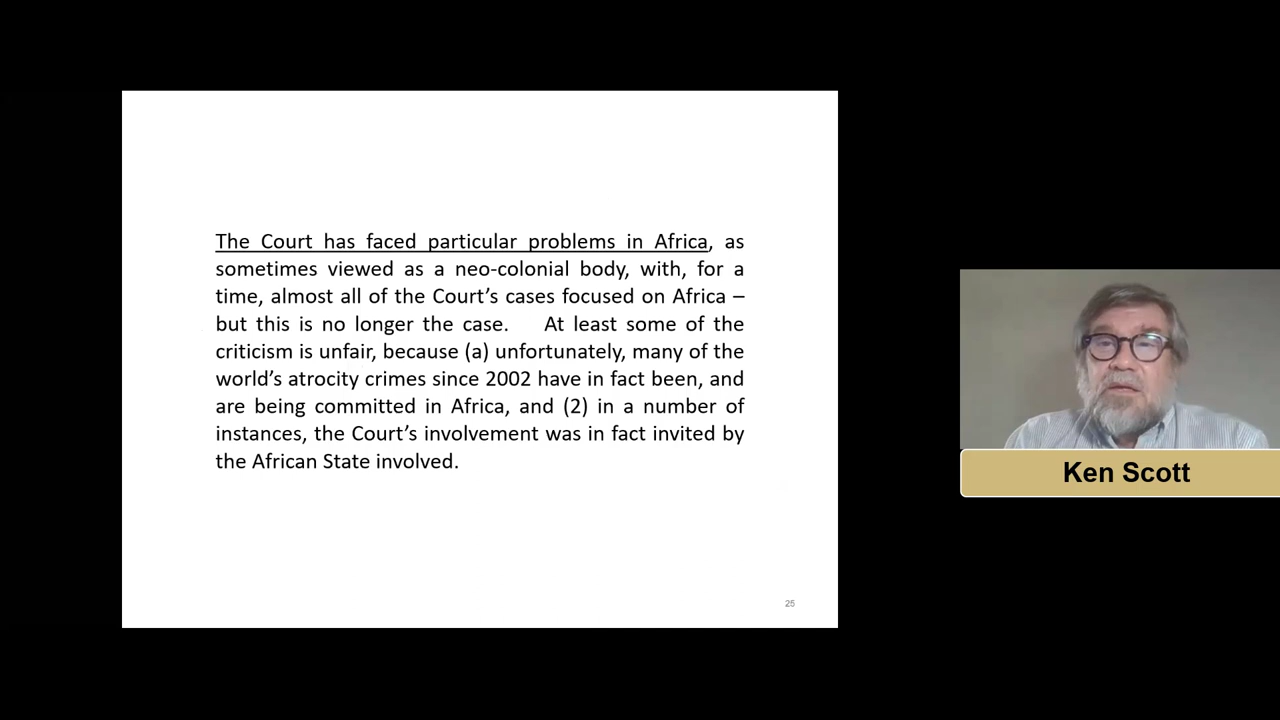 The Court has faced particular problems in Africa, as
sometimes viewed as a neo-colonial body, with, for a
time, almost all of the Court’s cases focused on Africa –
but this is no longer the case. At least some of the
criticism is unfair, because (a) unfortunately, many of the
world’s atrocity crimes since 2002 have in fact been, and
are being committed in Africa, and (2) in a number of
instances, the Court’s involvement was in fact invited by
the African State involved.
25
Ken Scott